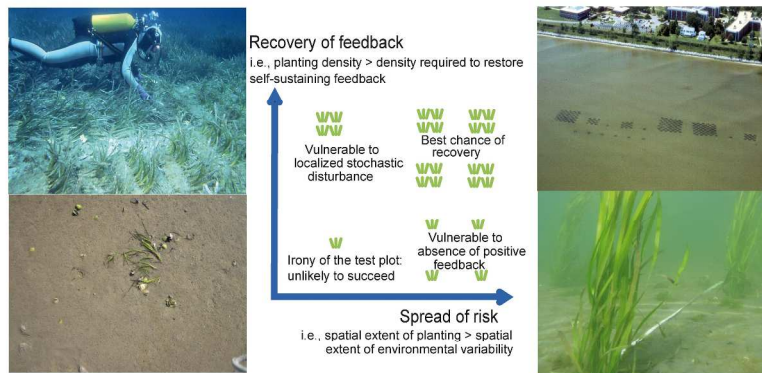 Recovery of feedback
i.e., planting density > density required to restore
self-sustaining feedback
Vulnerable to
localized stochastic
disturbance
Best chance of
recovery
Irony of the test plot:
unlikely to succeed
Vulnerable to
absence of positive
feedback
Spread of risk
i.e., spatial extent of planting > spatial
extent of environmental variability